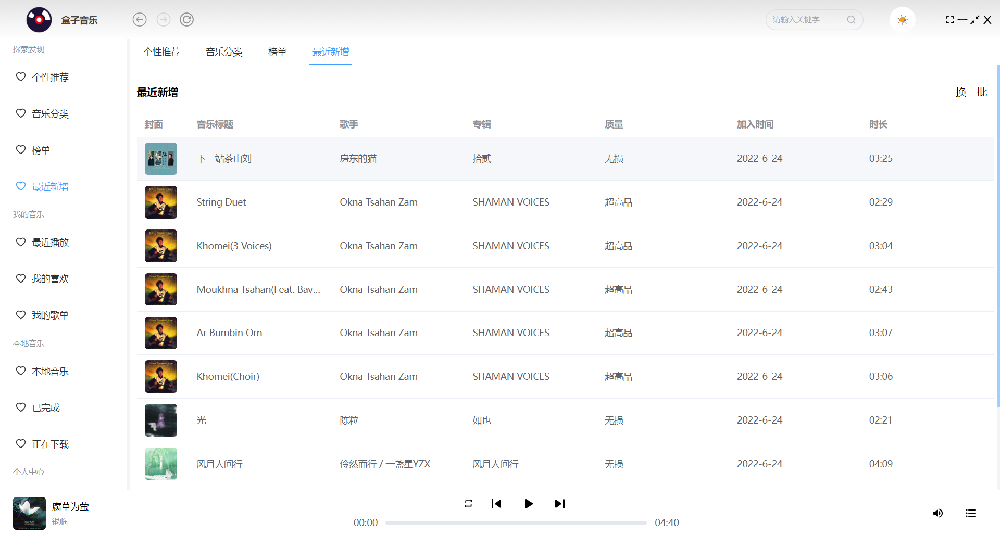 盒子音乐
请输入关键字
探索发现
个性推荐
音乐分类
榜单
最近新增
我的音乐
最近播放
我的喜欢
我的歌单
本地音乐
本地音乐
已完成
正在下载
个人中心
个性推荐 音乐分类 榜单 最近新增
最近新增 换一批
封面 音乐标题 歌手 专辑 质量 加入时间 时长
下一站茶山刘 房东的猫 拾贰 无损 2022-6-24 03:25
String Duet Okna Tsahan Zam SHAMAN VOICES 超高品 2022-6-24 02:29
Khomei(3 Voices) Okna Tsahan Zam SHAMAN VOICES 超高品 2022-6-24 03:04
Moukhna Tsahan(Feat. Bav... Okna Tsahan Zam SHAMAN VOICES 超高品 2022-6-24 02:43
Ar Bumbin Orn Okna Tsahan Zam SHAMAN VOICES 超高品 2022-6-24 03:07
Khomei(Choir) Okna Tsahan Zam SHAMAN VOICES 超高品 2022-6-24 03:06
光 陈粒 如也 无损 2022-6-24 02:21
风月人间行 伶然而行 / 一盏星YZX 风月人间行 无损 2022-6-24 04:09
腐草为萤
银临
00:00 04:40